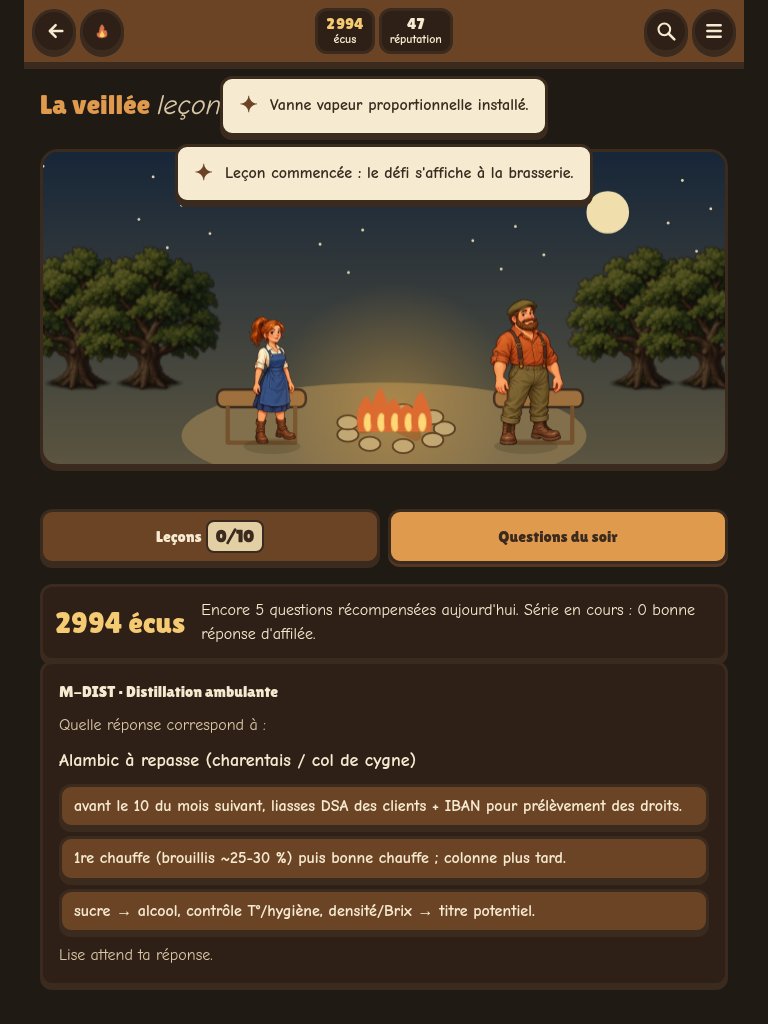 2994
écus
47
réputation
La veillée leçon
Vanne vapeur proportionnelle installé.
Leçon commencée : le défi s'affiche à la brasserie.
Leçons 0/10
Questions du soir
2994 écus
Encore 5 questions récompensées aujourd'hui. Série en cours : 0 bonne
réponse d'affilée.
M-DIST · Distillation ambulante
Quelle réponse correspond à :
Alambic à repasse (charentais / col de cygne)
avant le 10 du mois suivant, liasses DSA des clients + IBAN pour prélèvement des droits.
1re chauffe (brouillis ~25-30 %) puis bonne chauffe ; colonne plus tard.
sucre → alcool, contrôle T°/hygiène, densité/Brix → titre potentiel.
Lise attend ta réponse.